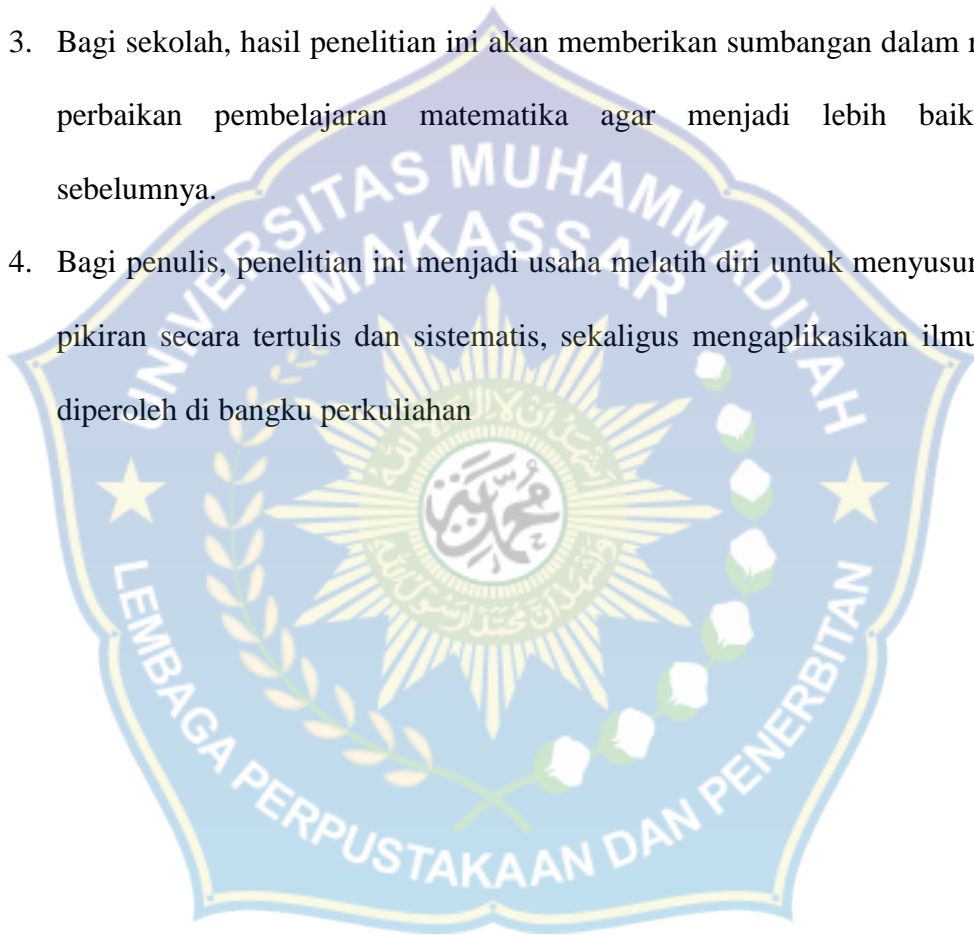 3. Bagi sekolah, hasil penelitian ini akan memberikan sumbangan dalam
perbaikan pembelajaran matematika agar menjadi lebih baik
sebelumnya.
4. Bagi penulis, penelitian ini menjadi usaha melatih diri untuk menyusun
pikiran secara tertulis dan sistematis, sekaligus mengaplikasikan ilmu
diperoleh di bangku perkuliahan
UNIVERSITAS MUHAMMADIYAH
MAKASSAR
محمد
LEMBAGA PERPUSTAKAAN DAN PENERBITAN